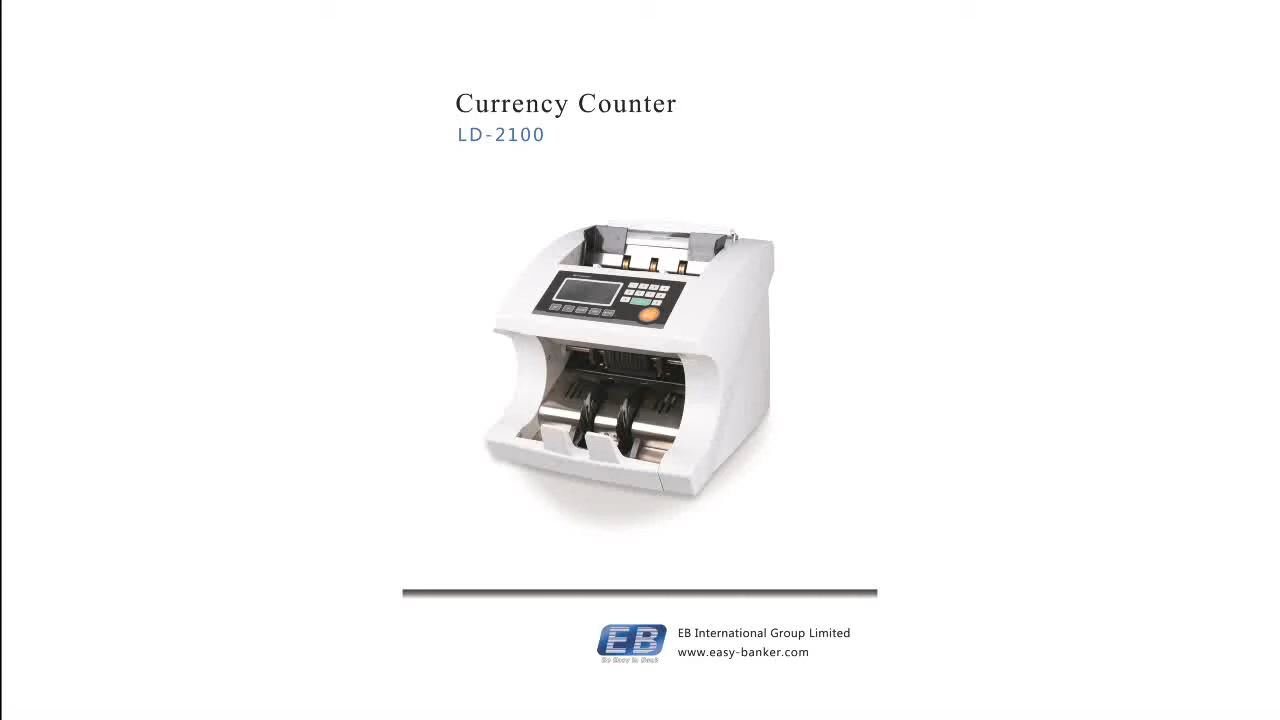 Currency Counter
LD-2100
EB
EB International Group Limited
www.easy-banker.com